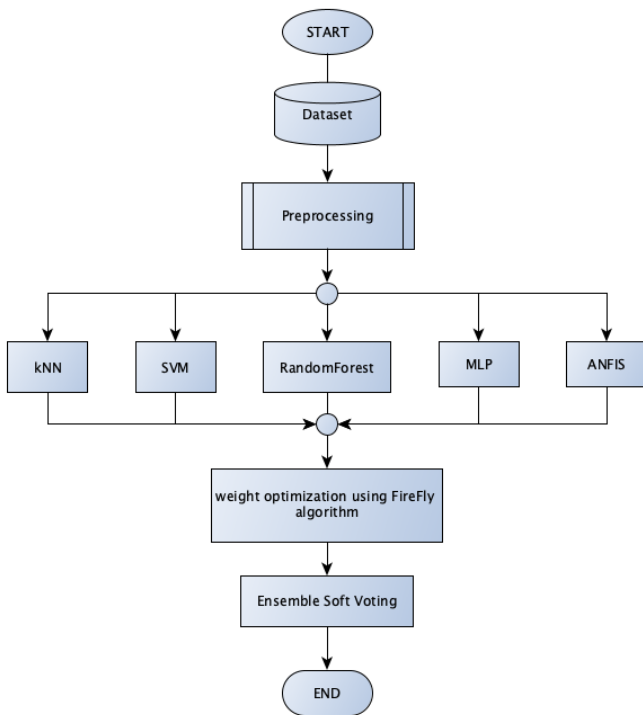 START
Dataset
Preprocessing
kNN
SVM
RandomForest
MLP
ANFIS
weight optimization using FireFly
algorithm
Ensemble Soft Voting
END